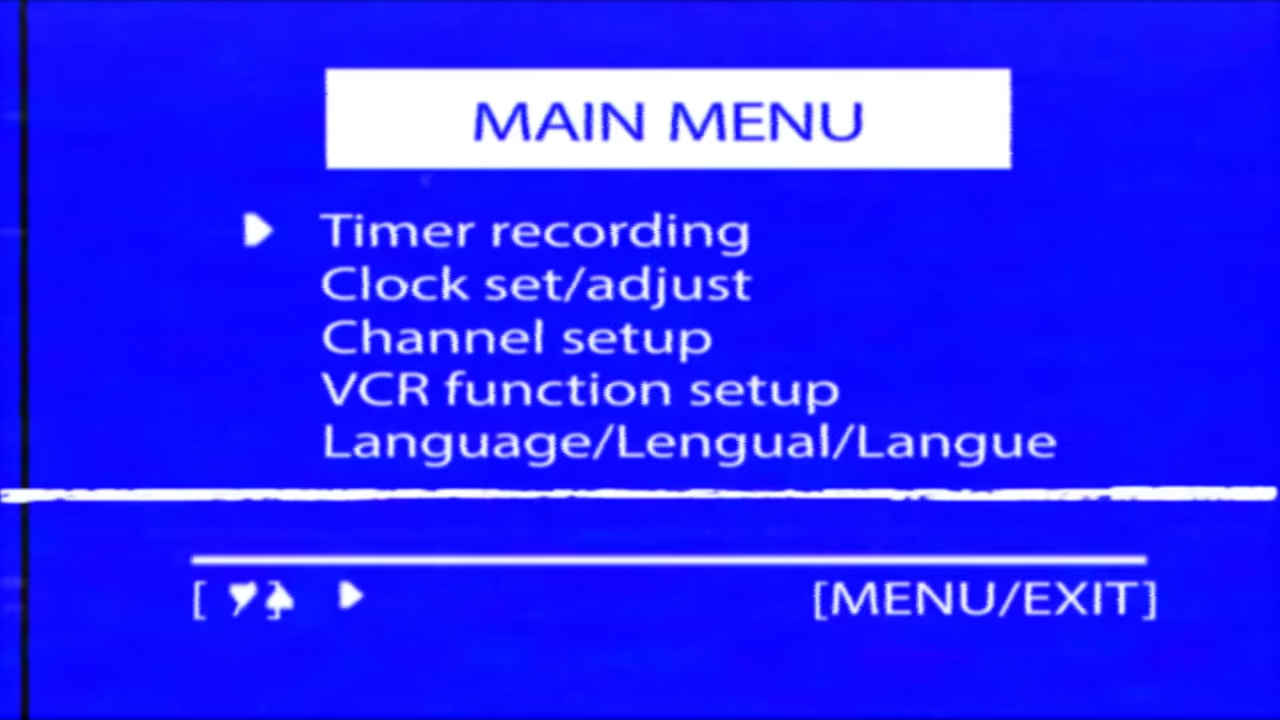 MAIN MENU
Timer recording
Clock set/adjust
Channel setup
VCR function setup
Language/Lengual/Langue
[ ▼▲] ▶ [MENU/EXIT]